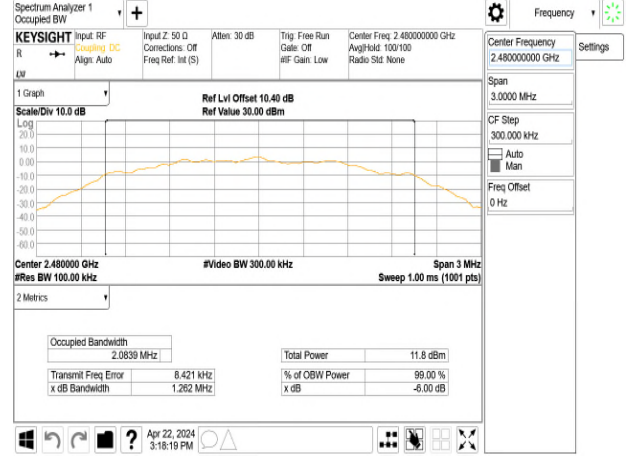 Spectrum Analyzer 1
Occupied BW
Frequency
KEYSIGHT
R
Input: RF
Coupling: DC
Align: Auto
Input Z: 50 Ω
Corrections: Off
Freq Ref: Int (S)
Atten: 30 dB
Trig: Free Run
Gate: Off
#IF Gain: Low
Center Freq: 2.480000000 GHz
Avg|Hold: 100/100
Radio Std: None
Center Frequency
2.480000000 GHz
Settings
Span
3.0000 MHz
CF Step
300.000 kHz
Auto
Man
Freq Offset
0 Hz
1 Graph
Scale/Div 10.0 dB
Ref Lvl Offset 10.40 dB
Ref Value 30.00 dBm
Log
20.0
10.0
0.00
-10.0
-20.0
-30.0
-40.0
-50.0
-60.0
Center 2.480000 GHz
#Res BW 100.00 kHz
#Video BW 300.00 kHz
Span 3 MHz
Sweep 1.00 ms (1001 pts)
2 Metrics
Occupied Bandwidth
2.0839 MHz
Total Power 11.8 dBm
Transmit Freq Error 8.421 kHz
% of OBW Power 99.00 %
x dB Bandwidth 1.262 MHz
x dB -6.00 dB
?
Apr 22, 2024
3:18:19 PM